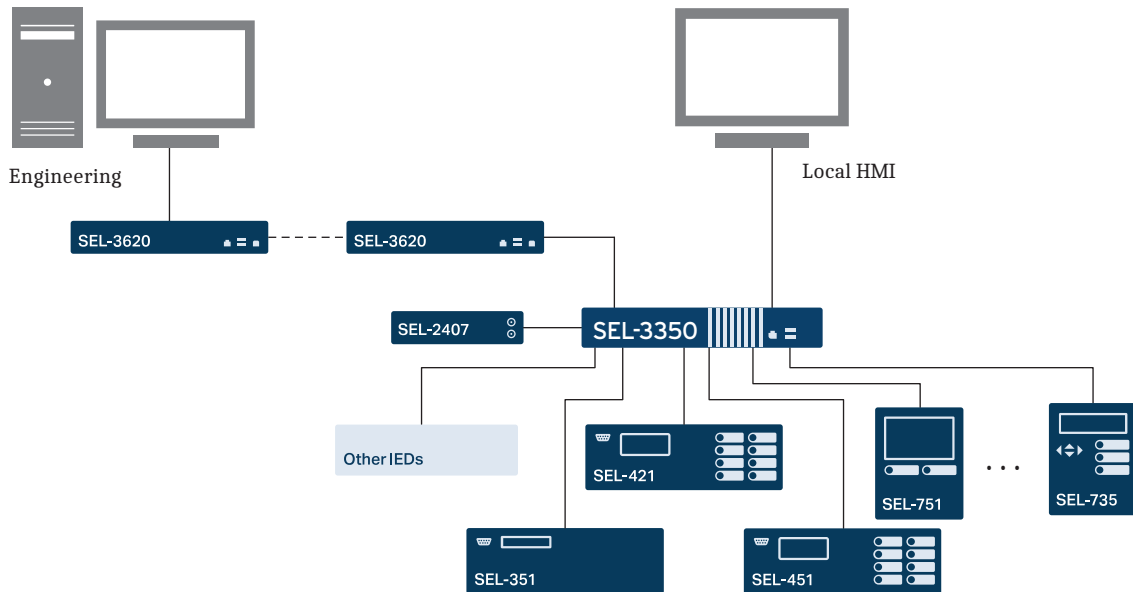 Engineering
Local HMI
SEL-3620
SEL-3620
SEL-2407
SEL-3350
Other IEDs
SEL-421
SEL-751
. . .
SEL-735
SEL-351
SEL-451